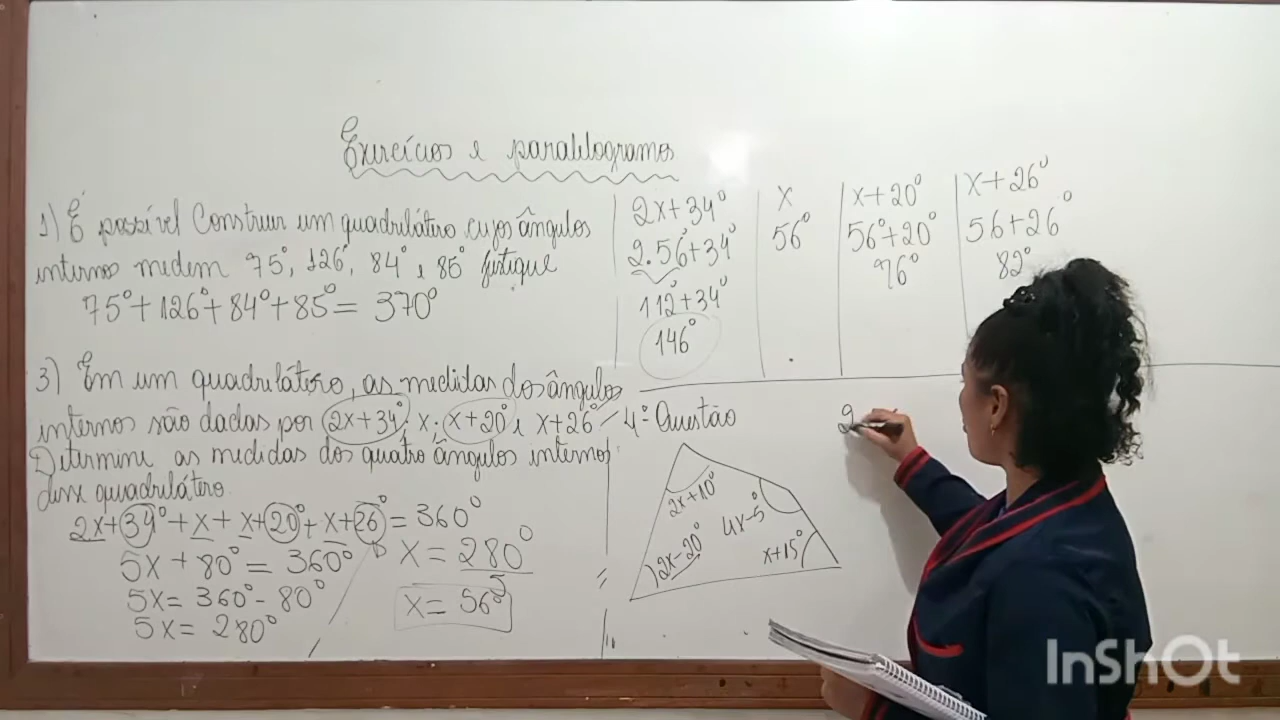 Exercícios e paralelogramos
1) É possível Construir um quadrilátero, cujos ângulos
internos medem 75°, 126°, 84° e 85° justique
75° + 126° + 84° + 85° = 370°
3) Em um quadrilátero, as medidas dos ângulos
internos são dadas por 2x+34°, x, x+20° e x+26°
Determine as medidas dos quatro ângulos internos
desse quadrilátero.
2x+34° + x + x+20° + x+26° = 360°
5x + 80° = 360°
5x = 360° - 80°
5x = 280°
x = 280°
5
x = 56°
2x+34°
2.56°+34°
112°+34°
146°
x
56°
x+20°
56°+20°
76°
x+26°
56+26°
82°
4º Questão
2x+10°
4x-5°
2x-20°
x+15°
2
InShOt